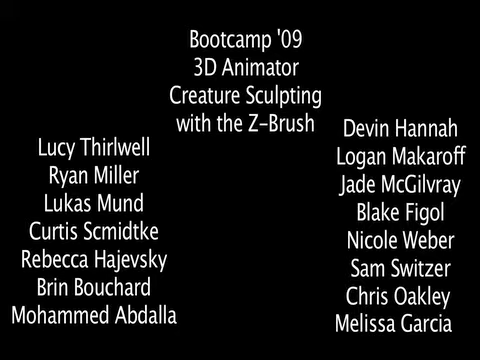 Bootcamp '09
3D Animator
Creature Sculpting
with the Z-Brush
Lucy Thirlwell
Ryan Miller
Lukas Mund
Curtis Scmidtke
Rebecca Hajevsky
Brin Bouchard
Mohammed Abdalla
Devin Hannah
Logan Makaroff
Jade McGilvray
Blake Figol
Nicole Weber
Sam Switzer
Chris Oakley
Melissa Garcia